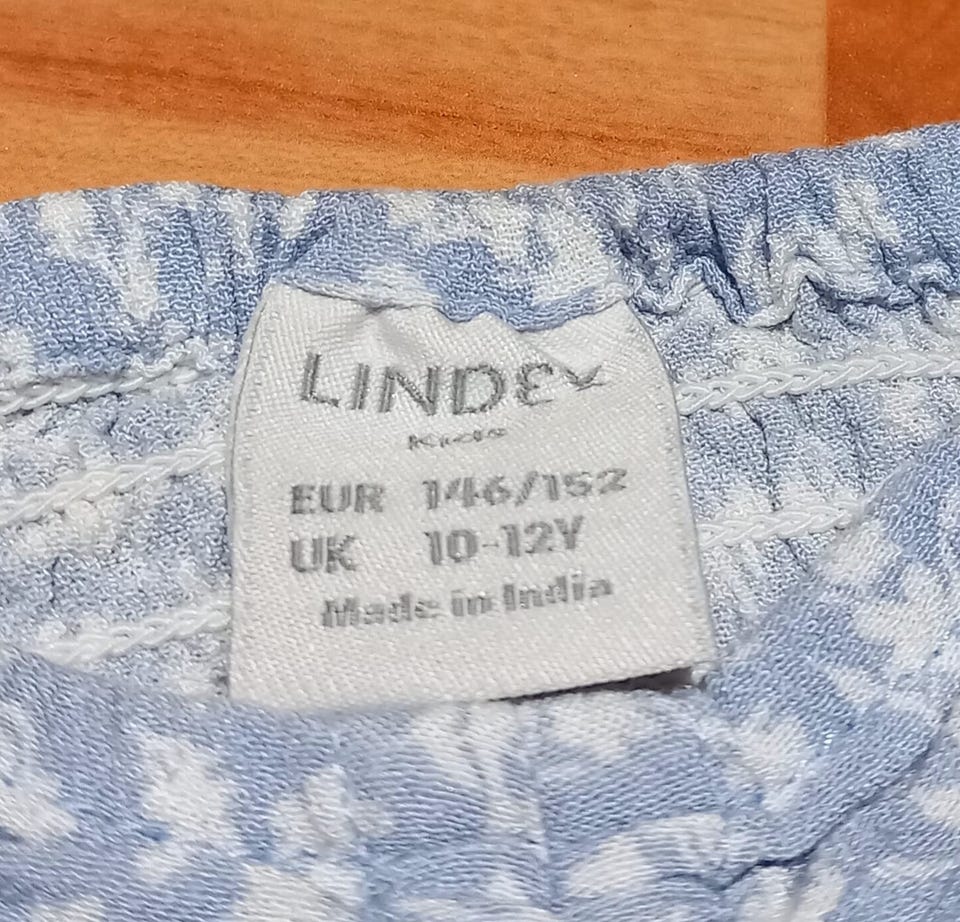 LINDEX
Kids
EUR 146/152
UK 10-12Y
Made in India